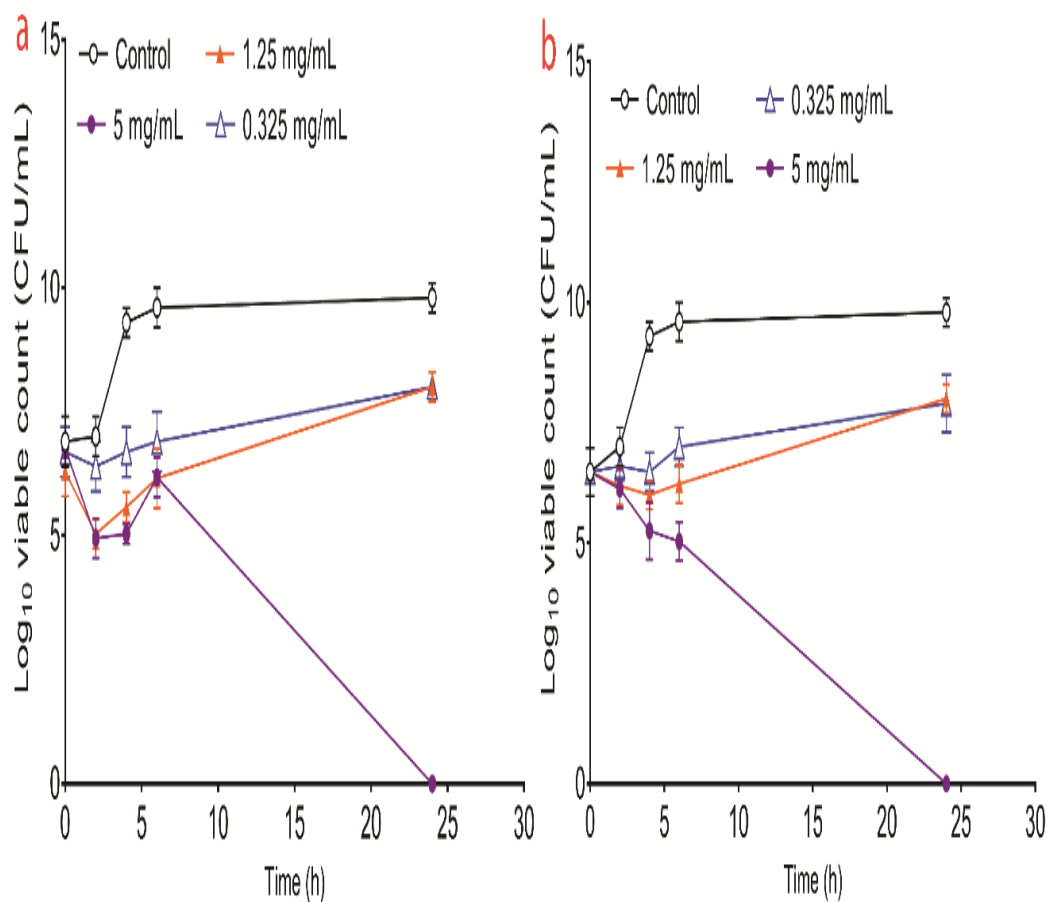 a
15
Control
1.25 mg/mL
5 mg/mL
0.325 mg/mL
10
5
0
0 5 10 15 20 25 30
Time (h)
Log10 viable count (CFU/mL)
b
15
Control
0.325 mg/mL
1.25 mg/mL
5 mg/mL
10
5
0
0 5 10 15 20 25 30
Time (h)
Log10 viable count (CFU/mL)